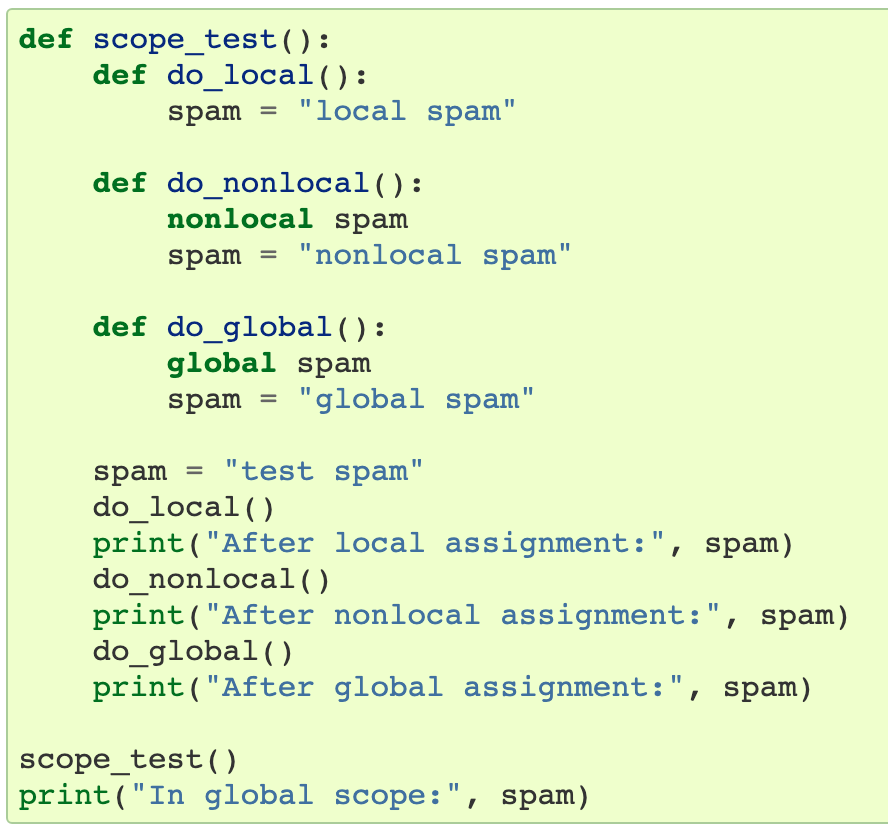 def scope_test():
    def do_local():
        spam = "local spam"

    def do_nonlocal():
        nonlocal spam
        spam = "nonlocal spam"

    def do_global():
        global spam
        spam = "global spam"

    spam = "test spam"
    do_local()
    print("After local assignment:", spam)
    do_nonlocal()
    print("After nonlocal assignment:", spam)
    do_global()
    print("After global assignment:", spam)

scope_test()
print("In global scope:", spam)